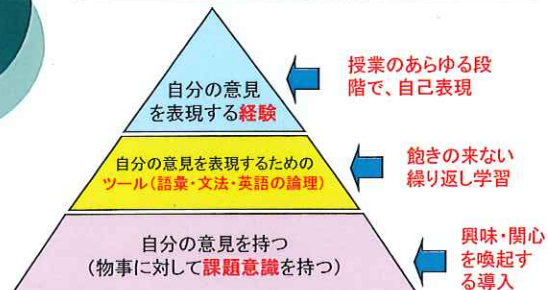 自分の意見
を表現する経験
授業のあらゆる段
階で、自己表現
自分の意見を表現するための
ツール(語彙・文法・英語の論理)
飽きの来ない
繰り返し学習
自分の意見を持つ
(物事に対して課題意識を持つ)
興味・関心
を喚起す
る導入